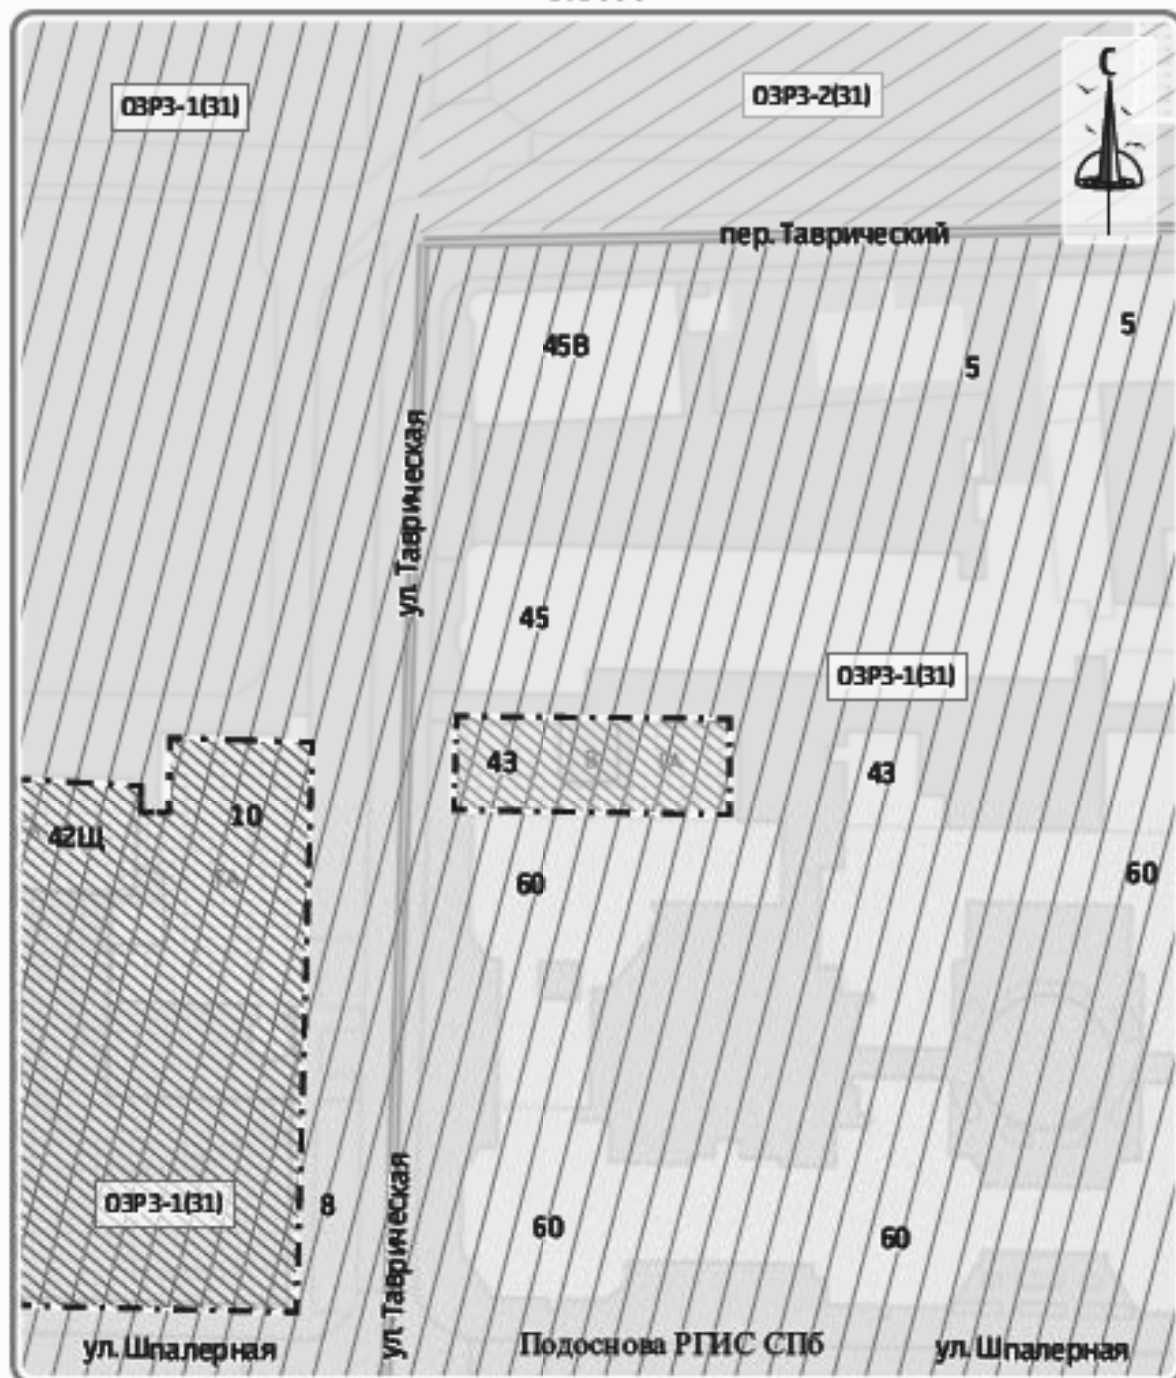 С
ОЗРЗ-1(31)
ОЗРЗ-2(31)
пер. Таврический
5
45В
5
ул. Таврическая
45
ОЗРЗ-1(31)
43
43
10
42Щ
60
60
ОЗРЗ-1(31)
8
60
60
ул. Таврическая
ул. Шпалерная
Подоснова РГИС СПб
ул. Шпалерная